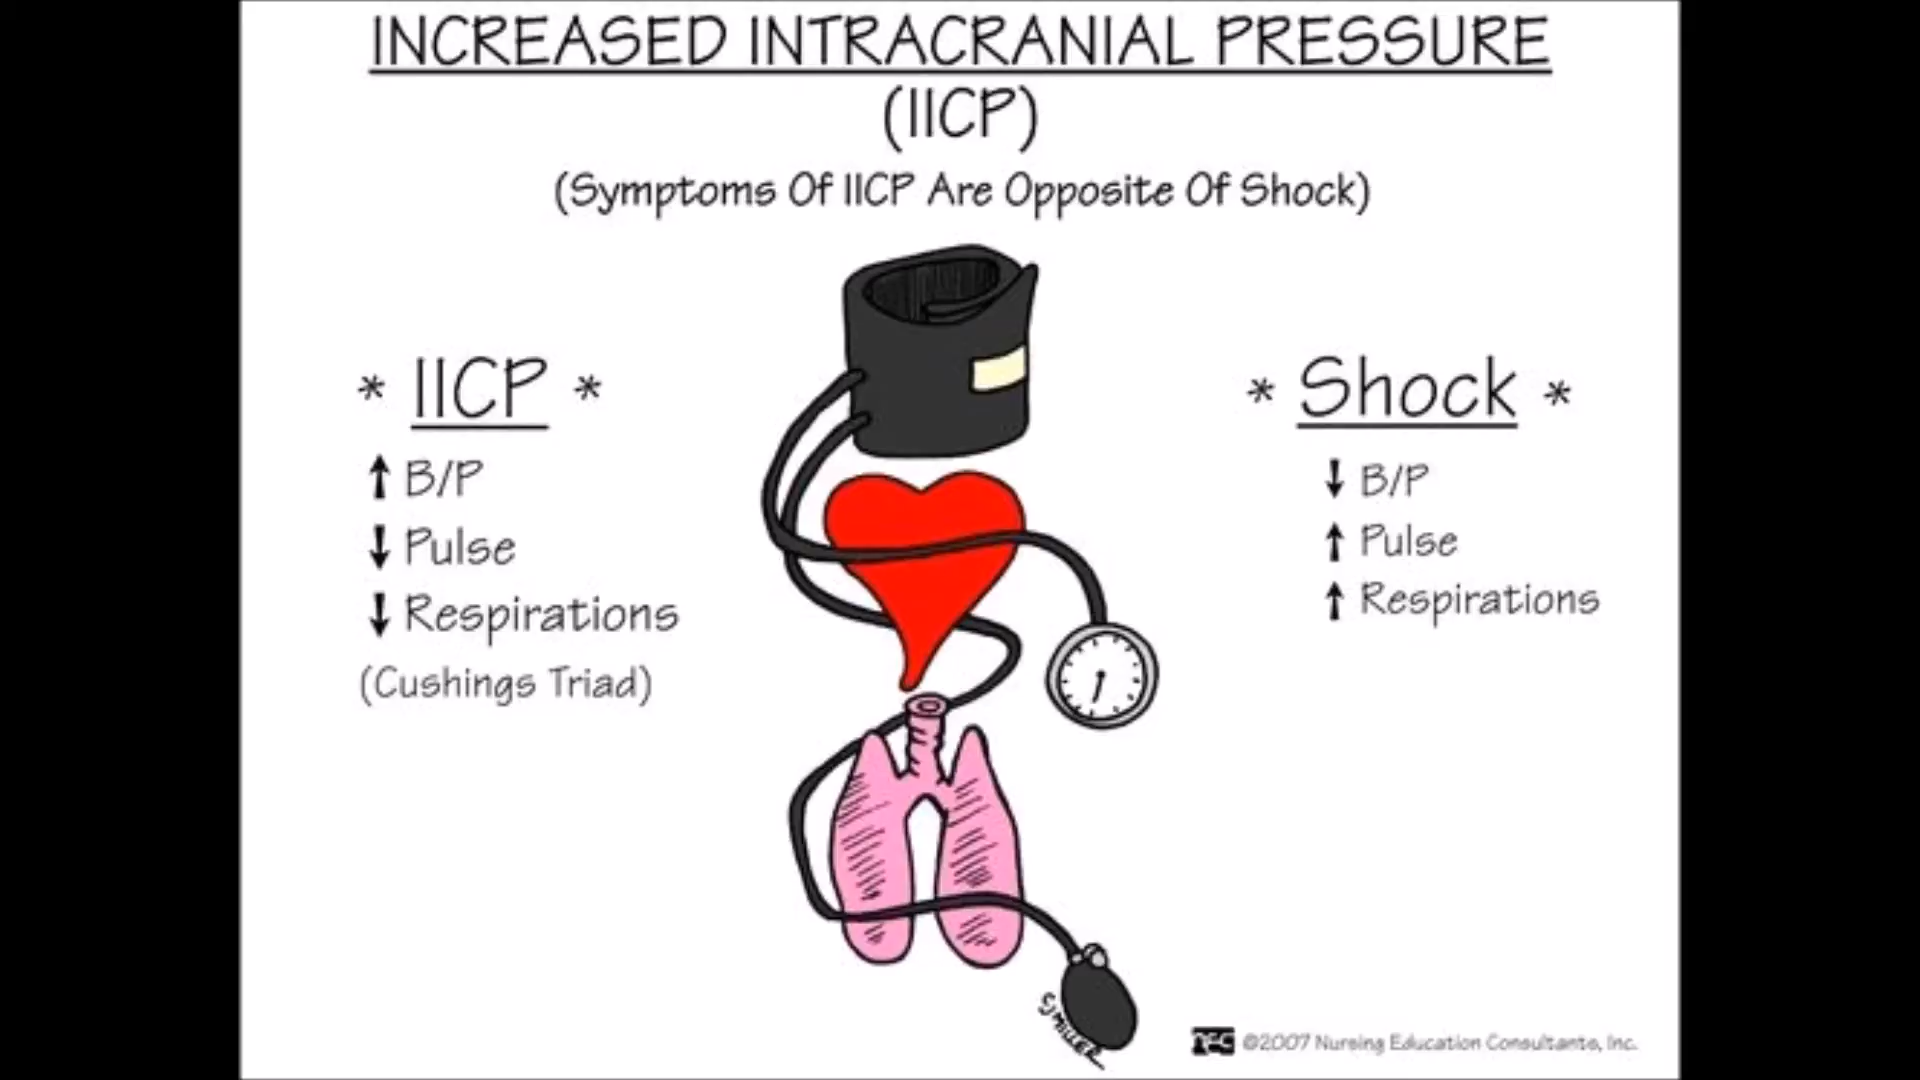 INCREASED INTRACRANIAL PRESSURE
(IICP)
(Symptoms Of IICP Are Opposite Of Shock)
* IICP *
↑ B/P
↓ Pulse
↓ Respirations
(Cushings Triad)
* Shock *
↓ B/P
↑ Pulse
↑ Respirations
SJMILLER
NEC ©2007 Nursing Education Consultants, Inc.